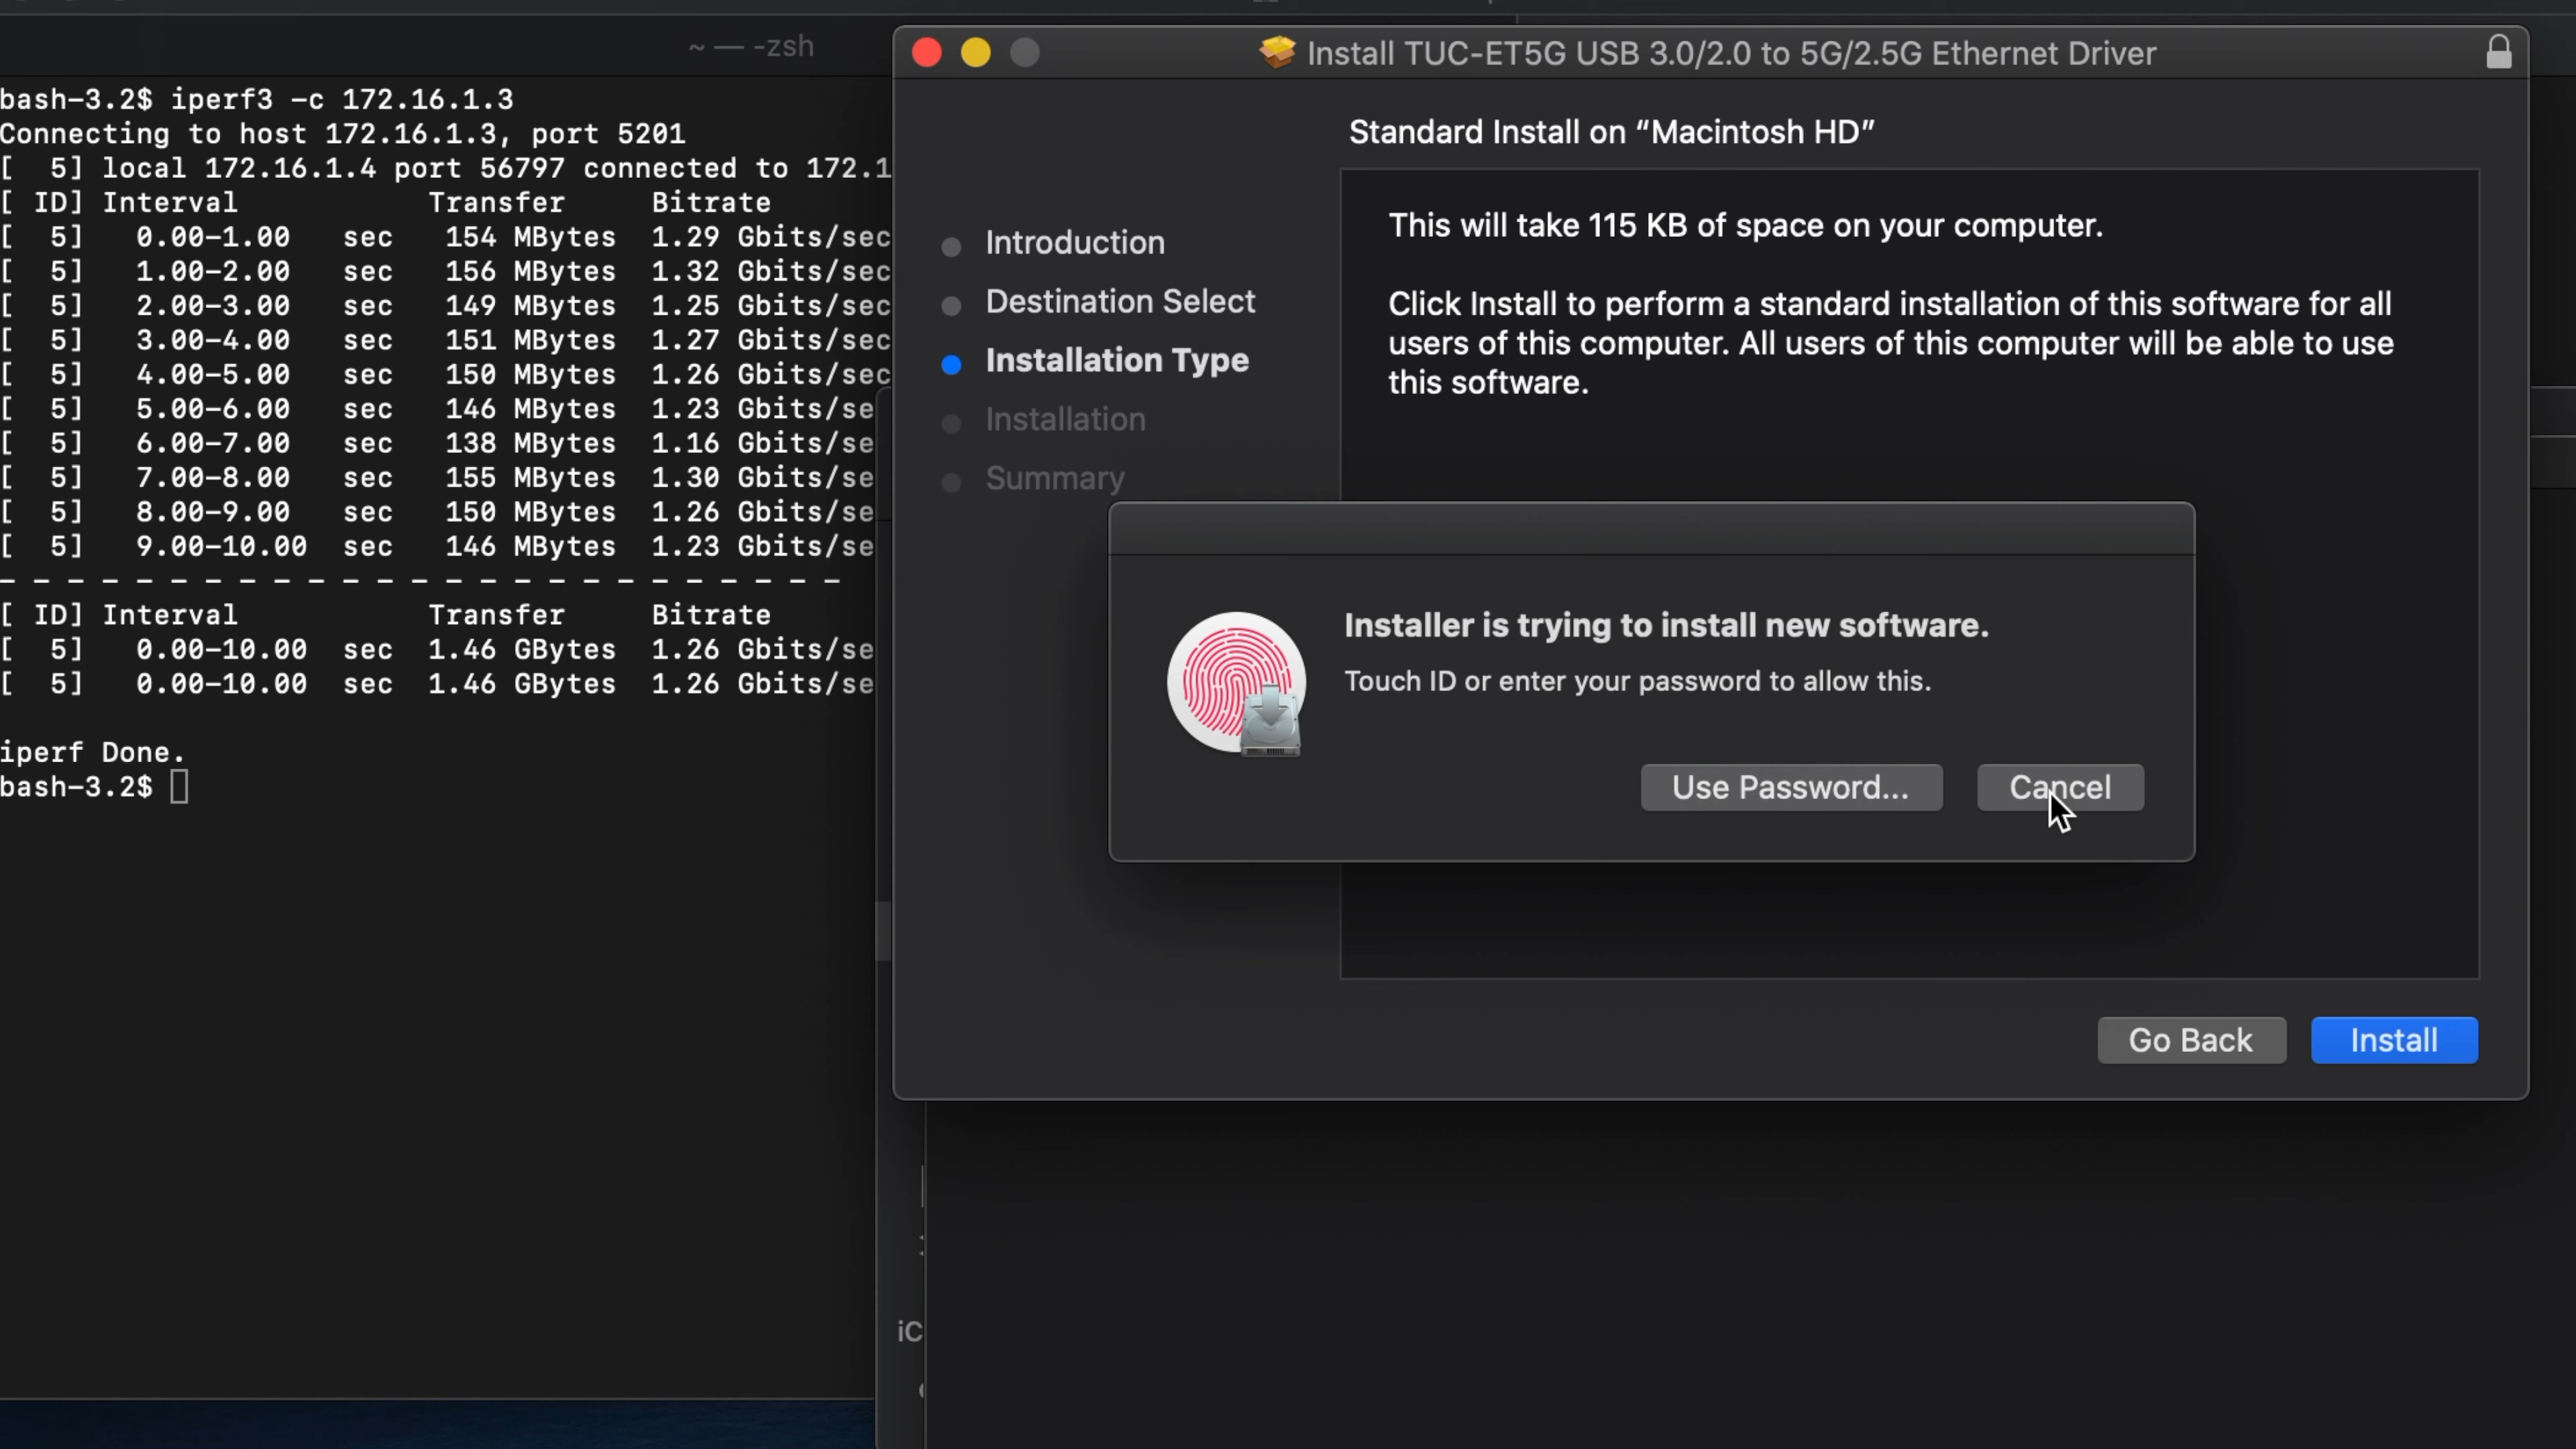 ~ — -zsh
bash-3.2$ iperf3 -c 172.16.1.3
Connecting to host 172.16.1.3, port 5201
[  5] local 172.16.1.4 port 56797 connected to 172.1
[ ID] Interval Transfer Bitrate
[  5] 0.00-1.00 sec 154 MBytes 1.29 Gbits/sec
[  5] 1.00-2.00 sec 156 MBytes 1.32 Gbits/sec
[  5] 2.00-3.00 sec 149 MBytes 1.25 Gbits/sec
[  5] 3.00-4.00 sec 151 MBytes 1.27 Gbits/sec
[  5] 4.00-5.00 sec 150 MBytes 1.26 Gbits/sec
[  5] 5.00-6.00 sec 146 MBytes 1.23 Gbits/se
[  5] 6.00-7.00 sec 138 MBytes 1.16 Gbits/se
[  5] 7.00-8.00 sec 155 MBytes 1.30 Gbits/se
[  5] 8.00-9.00 sec 150 MBytes 1.26 Gbits/se
[  5] 9.00-10.00 sec 146 MBytes 1.23 Gbits/se
- - - - - - - - - - - - - - - - - - - - - - - - -
[ ID] Interval Transfer Bitrate
[  5] 0.00-10.00 sec 1.46 GBytes 1.26 Gbits/se
[  5] 0.00-10.00 sec 1.46 GBytes 1.26 Gbits/se
iperf Done.
bash-3.2$
Install TUC-ET5G USB 3.0/2.0 to 5G/2.5G Ethernet Driver
Standard Install on “Macintosh HD”
Introduction
Destination Select
Installation Type
Installation
Summary
This will take 115 KB of space on your computer.
Click Install to perform a standard installation of this software for all
users of this computer. All users of this computer will be able to use
this software.
Installer is trying to install new software.
Touch ID or enter your password to allow this.
Use Password...
Cancel
Go Back
Install
iC